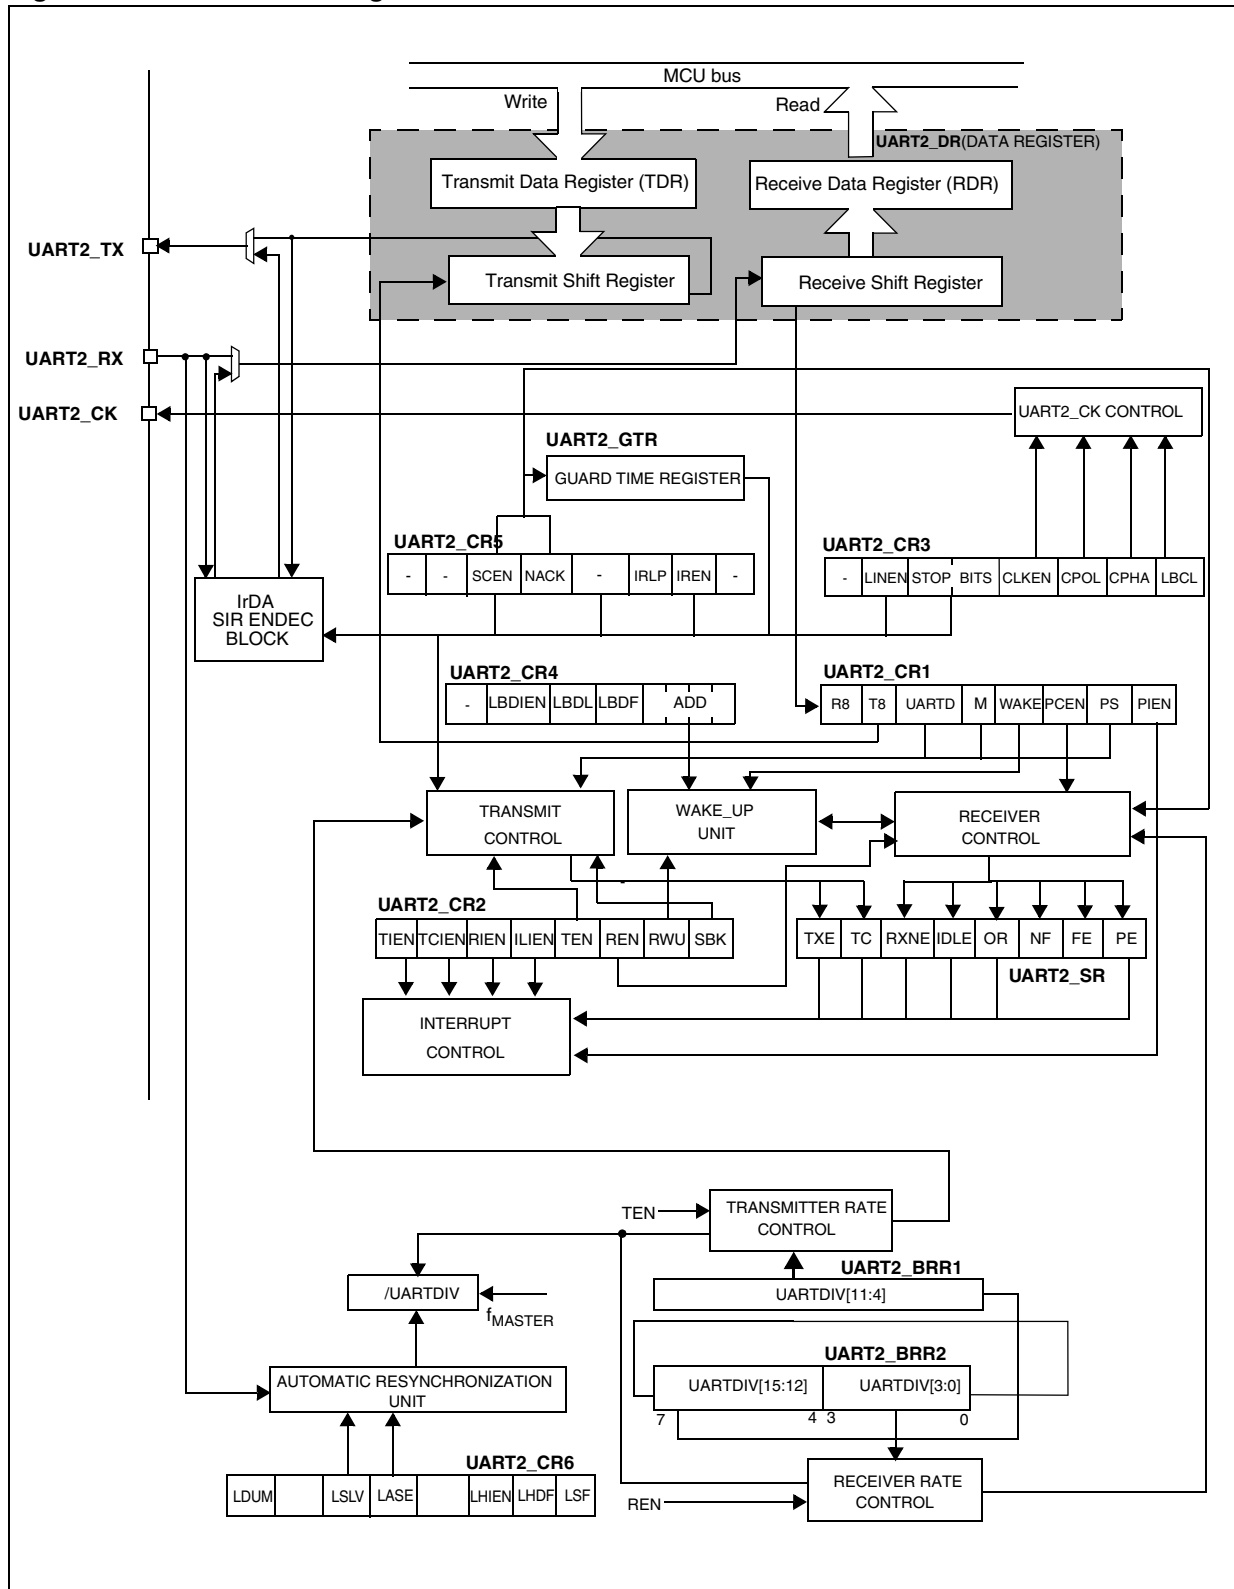 MCU bus
Write
Read
UART2_DR(DATA REGISTER)
Transmit Data Register (TDR)
Receive Data Register (RDR)
UART2_TX
Transmit Shift Register
Receive Shift Register
UART2_RX
UART2_CK
UART2_CK CONTROL
UART2_GTR
GUARD TIME REGISTER
UART2_CR5
- - SCEN NACK - IRLP IREN -
UART2_CR3
- LINEN STOP BITS CLKEN CPOL CPHA LBCL
IrDA
SIR ENDEC
BLOCK
UART2_CR4
- LBDIEN LBDL LBDF ADD
UART2_CR1
R8 T8 UARTD M WAKE PCEN PS PIEN
TRANSMIT
CONTROL
WAKE_UP
UNIT
RECEIVER
CONTROL
-
UART2_CR2
TIEN TCIEN RIEN ILIEN TEN REN RWU SBK
TXE TC RXNE IDLE OR NF FE PE
UART2_SR
INTERRUPT
CONTROL
TEN
TRANSMITTER RATE
CONTROL
UART2_BRR1
UARTDIV[11:4]
/UARTDIV
fMASTER
UART2_BRR2
UARTDIV[15:12] UARTDIV[3:0]
7 4 3 0
AUTOMATIC RESYNCHRONIZATION
UNIT
UART2_CR6
LDUM LSLV LASE LHIEN LHDF LSF
REN
RECEIVER RATE
CONTROL